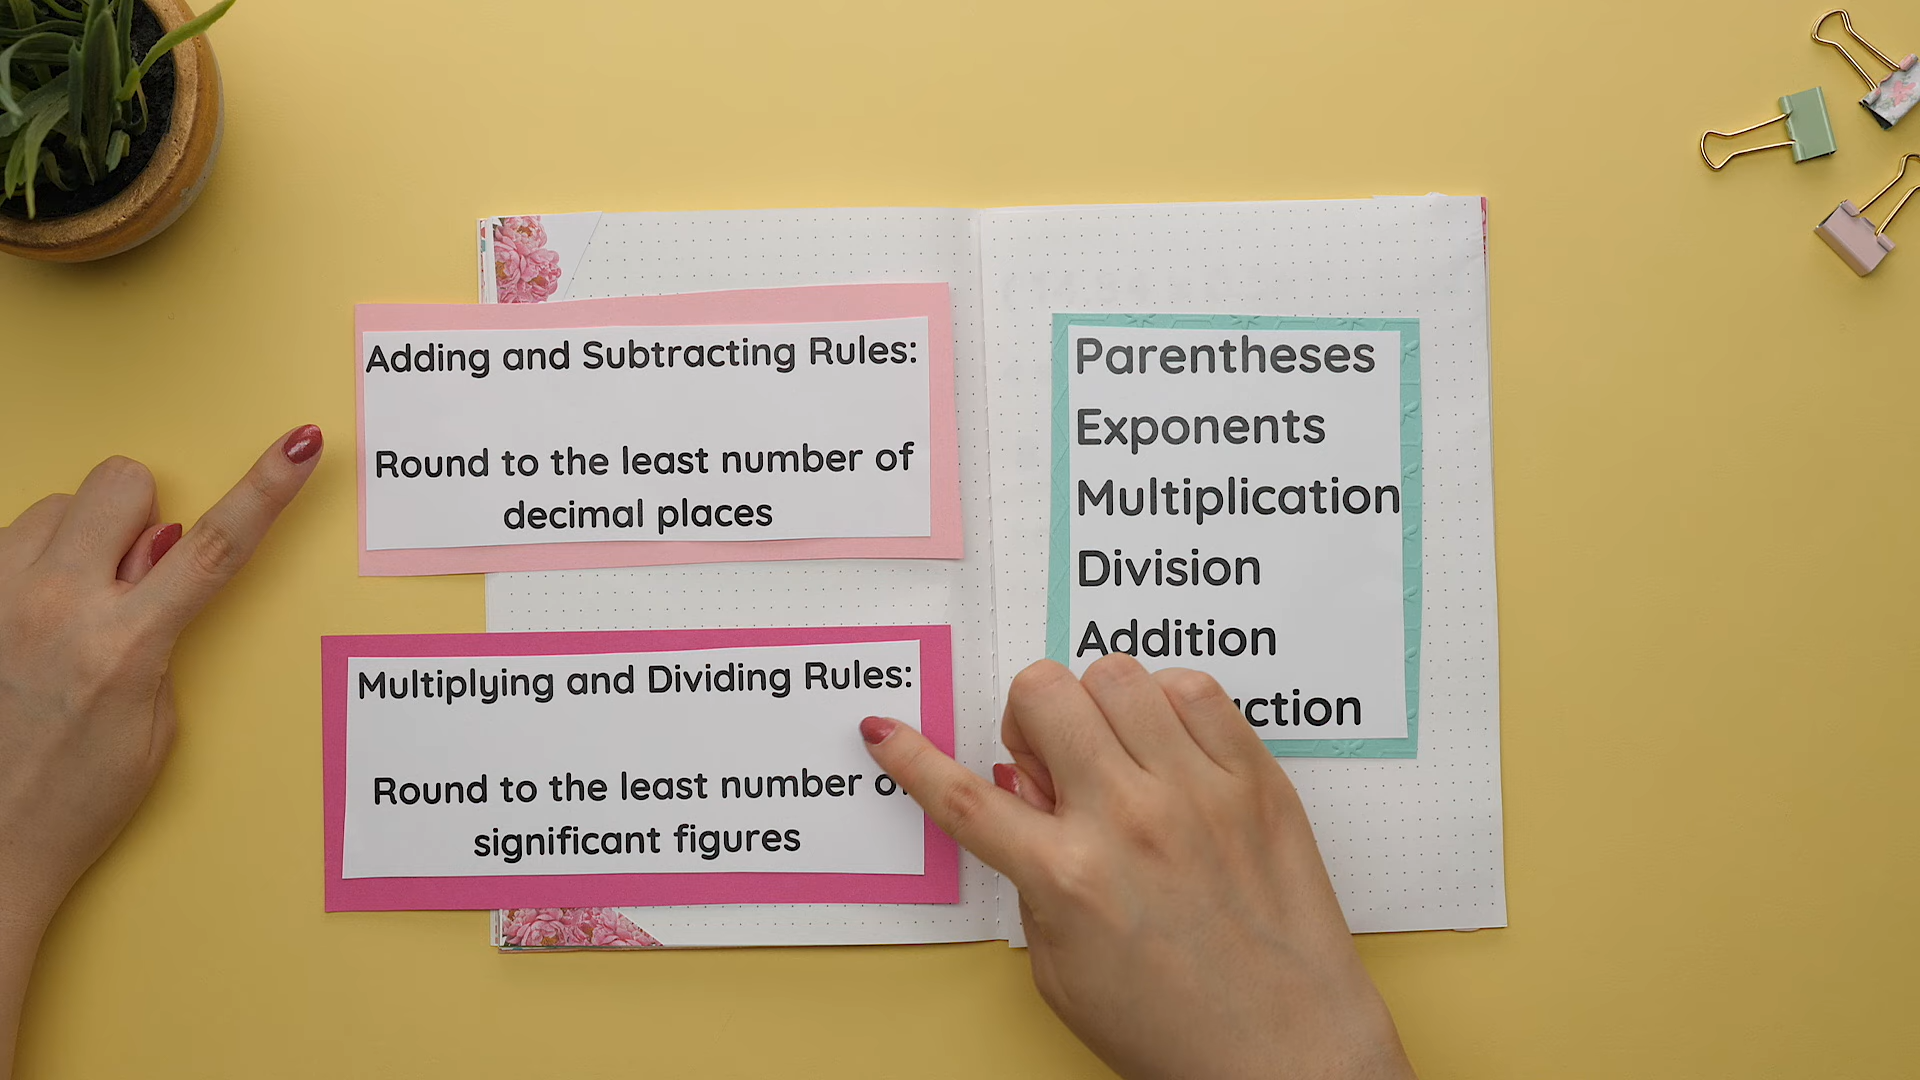 Adding and Subtracting Rules:
Round to the least number of
decimal places
Multiplying and Dividing Rules:
Round to the least number of
significant figures
Parentheses
Exponents
Multiplication
Division
Addition